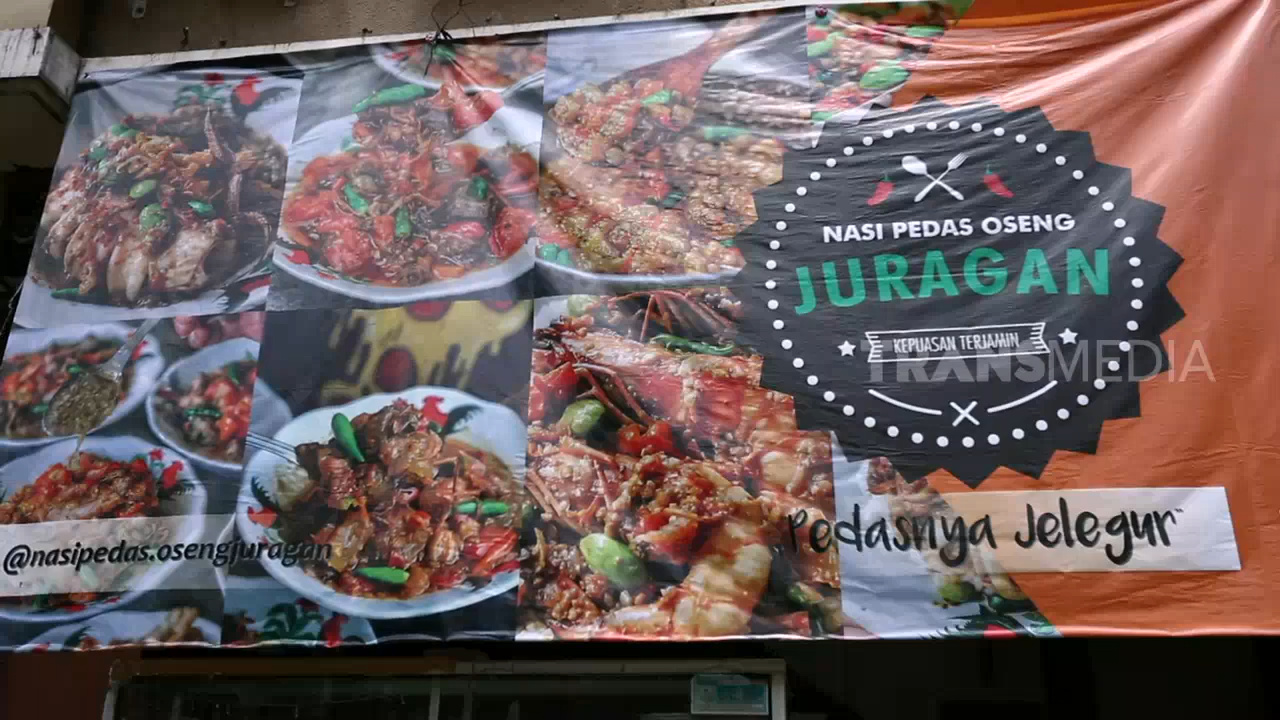 NASI PEDAS OSENG
JURAGAN
KEPUASAN TERJAMIN
TRANSMEDIA
Pedasnya Jelegur
@nasipedas.osengjuragan